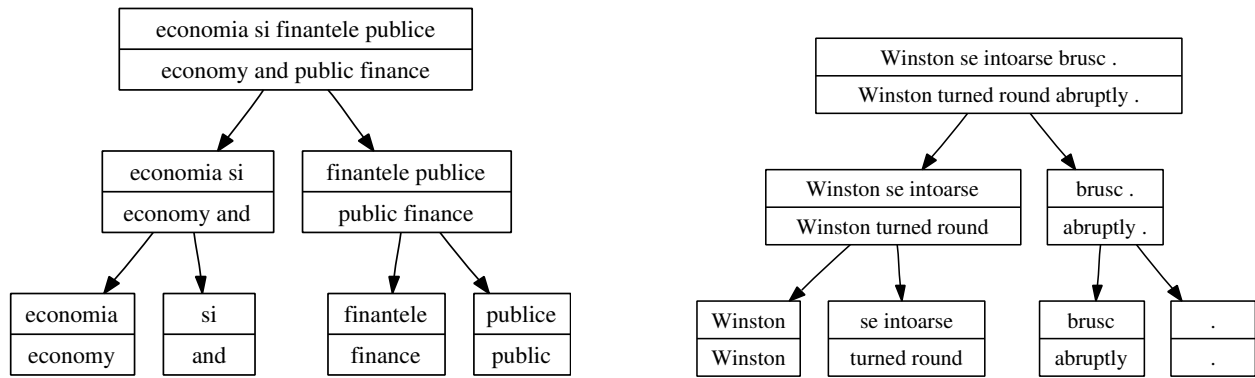 economia si finantele publice
economy and public finance
economia si
economy and
finantele publice
public finance
economia
economy
si
and
finantele
finance
publice
public
Winston se intoarse brusc .
Winston turned round abruptly .
Winston se intoarse
Winston turned round
brusc .
abruptly .
Winston
Winston
se intoarse
turned round
brusc
abruptly
.
.